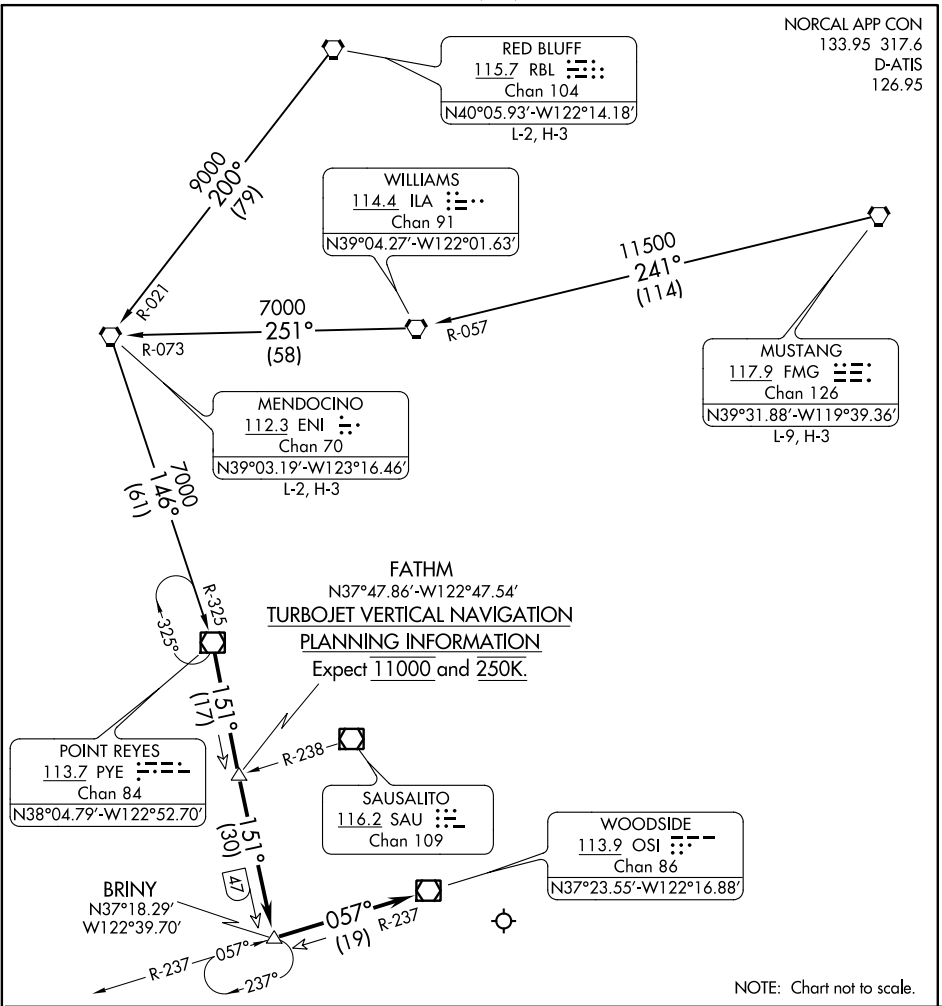 NORCAL APP CON
133.95 317.6
D-ATIS
126.95
RED BLUFF
115.7 RBL
Chan 104
N40°05.93'-W122°14.18'
L-2, H-3
9000
200°
(79)
R-021
WILLIAMS
114.4 ILA
Chan 91
N39°04.27'-W122°01.63'
11500
241°
(114)
R-057
7000
251°
(58)
R-073
MUSTANG
117.9 FMG
Chan 126
N39°31.88'-W119°39.36'
L-9, H-3
MENDOCINO
112.3 ENI
Chan 70
N39°03.19'-W123°16.46'
L-2, H-3
7000
146°
(61)
R-325
325°
FATHM
N37°47.86'-W122°47.54'
TURBOJET VERTICAL NAVIGATION
PLANNING INFORMATION
Expect 11000 and 250K.
151°
(17)
R-238
POINT REYES
113.7 PYE
Chan 84
N38°04.79'-W122°52.70'
SAUSALITO
116.2 SAU
Chan 109
WOODSIDE
113.9 OSI
Chan 86
N37°23.55'-W122°16.88'
151°
(30)
47
BRINY
N37°18.29'
W122°39.70'
057°
(19)
R-237
R-237
057°
237°
NOTE: Chart not to scale.